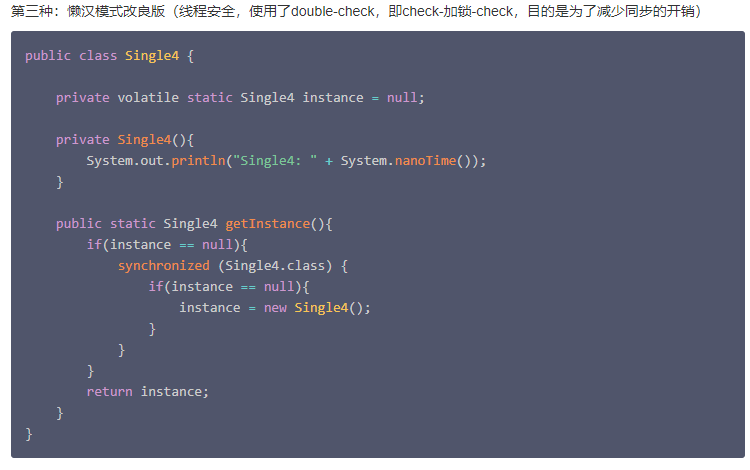 第三种：懒汉模式改良版（线程安全，使用了double-check，即check-加锁-check，目的是为了减少同步的开销）
public class Single4 {
private volatile static Single4 instance = null;
private Single4(){
System.out.println("Single4: " + System.nanoTime());
}
public static Single4 getInstance(){
if(instance == null){
synchronized (Single4.class) {
if(instance == null){
instance = new Single4();
}
}
}
return instance;
}
}